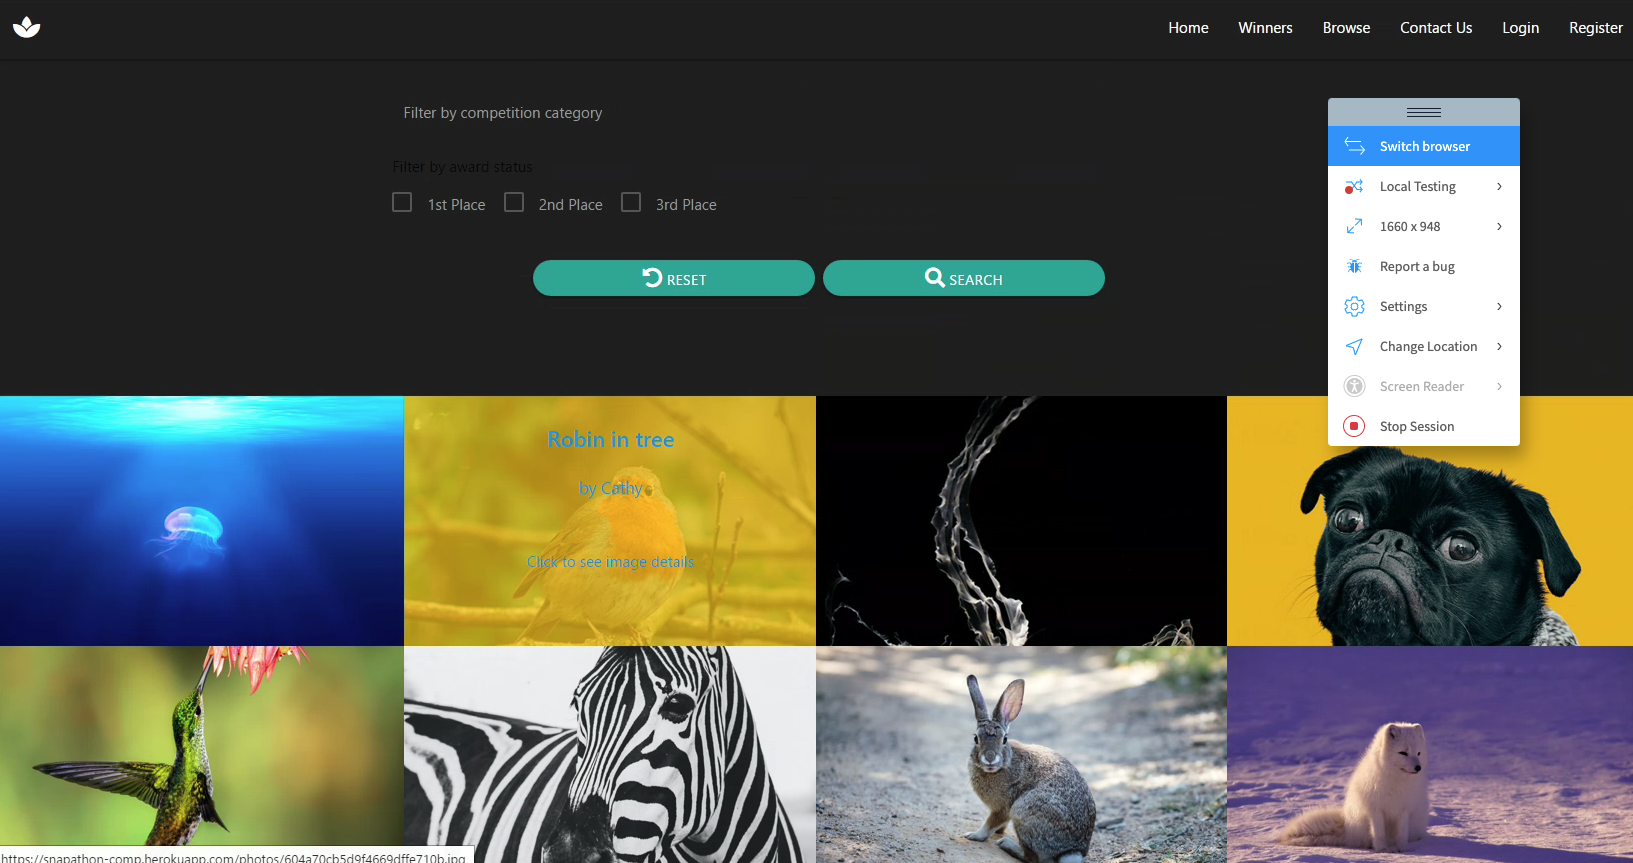 Home Winners Browse Contact Us Login Register
Filter by competition category
Filter by award status
1st Place 2nd Place 3rd Place
RESET SEARCH
Switch browser
Local Testing
1660 x 948
Report a bug
Settings
Change Location
Screen Reader
Stop Session
Robin in tree
by Cathy
Click to see image details
https://snapathon-comp.herokuapp.com/photos/604a70cb5d9f4669dffe710b.jpg